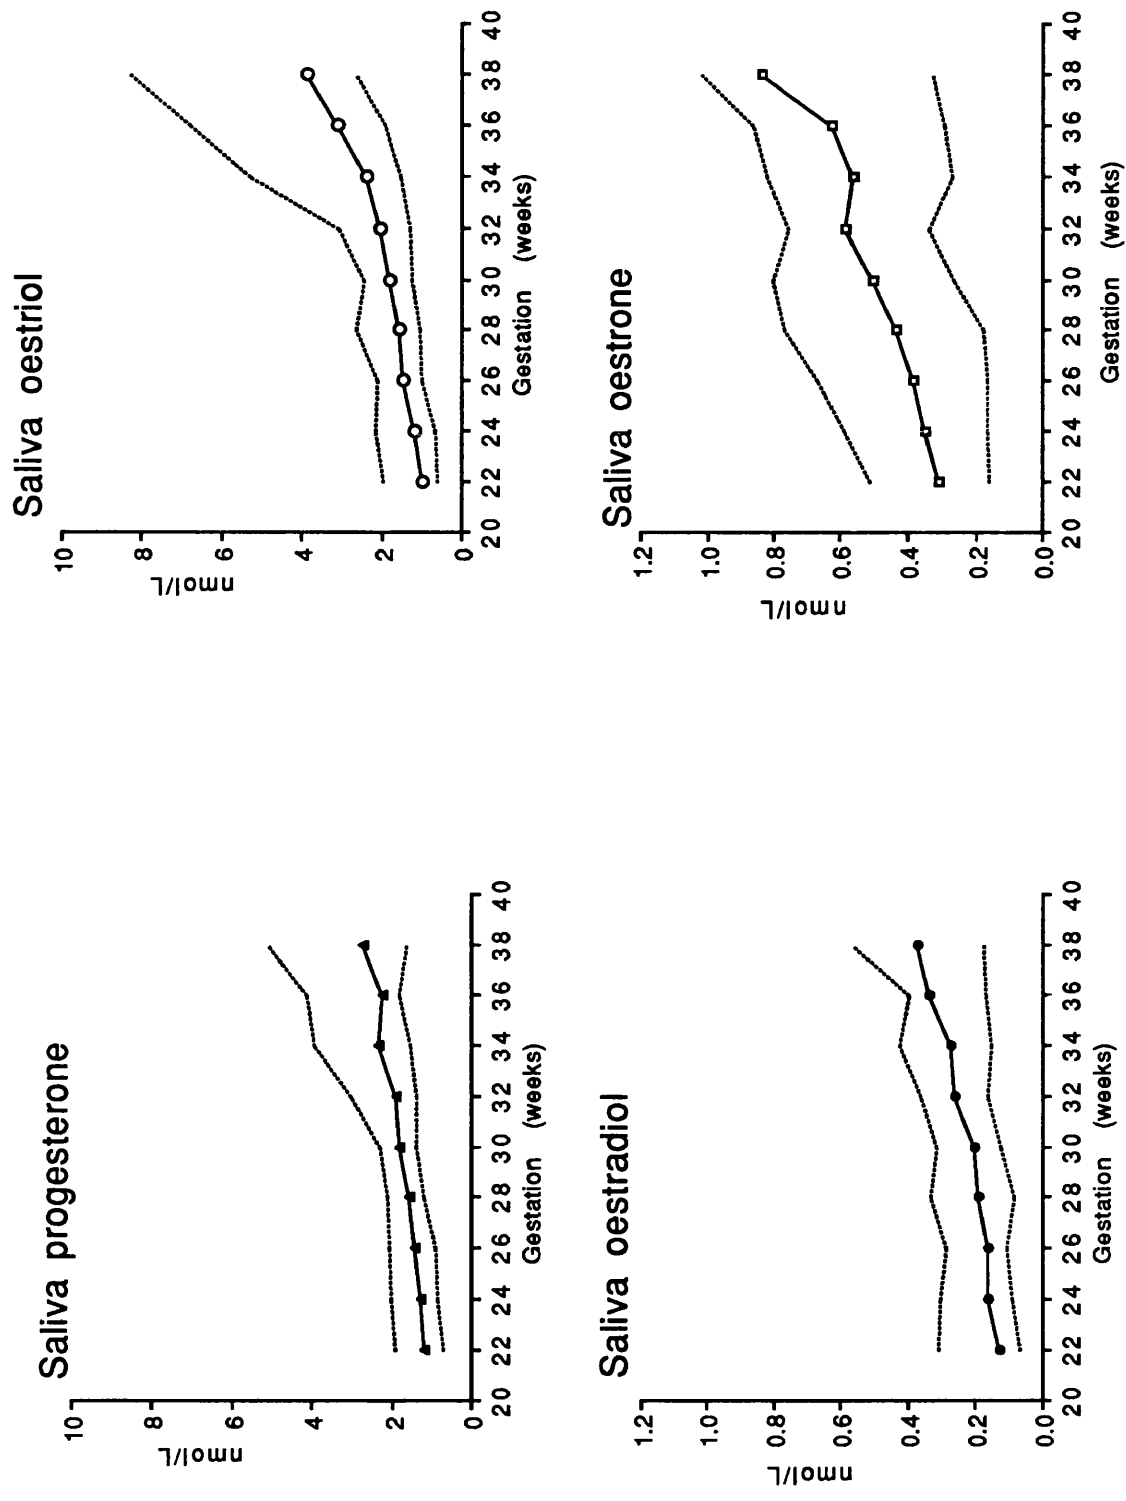 Saliva progesterone
nmol/L
10
8
6
4
2
0
20 22 24 26 28 30 32 34 36 38 40
Gestation (weeks)
Saliva oestriol
nmol/L
10
8
6
4
2
0
20 22 24 26 28 30 32 34 36 38 40
Gestation (weeks)
Saliva oestradiol
nmol/L
1.2
1.0
0.8
0.6
0.4
0.2
0.0
20 22 24 26 28 30 32 34 36 38 40
Gestation (weeks)
Saliva oestrone
nmol/L
1.2
1.0
0.8
0.6
0.4
0.2
0.0
20 22 24 26 28 30 32 34 36 38 40
Gestation (weeks)